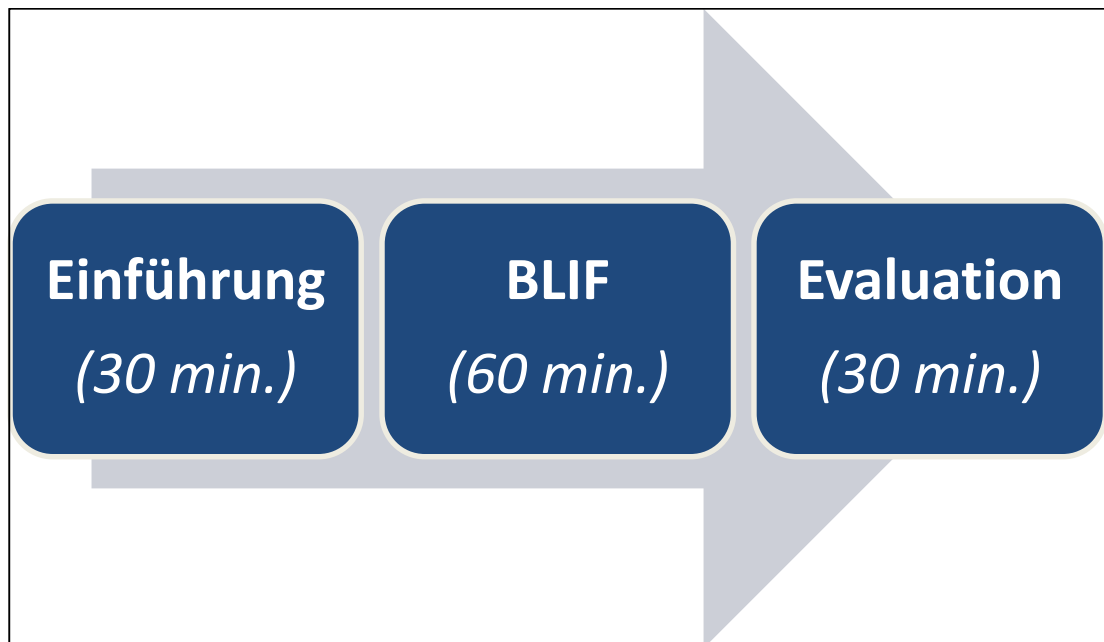 Einführung
(30 min.)
BLIF
(60 min.)
Evaluation
(30 min.)